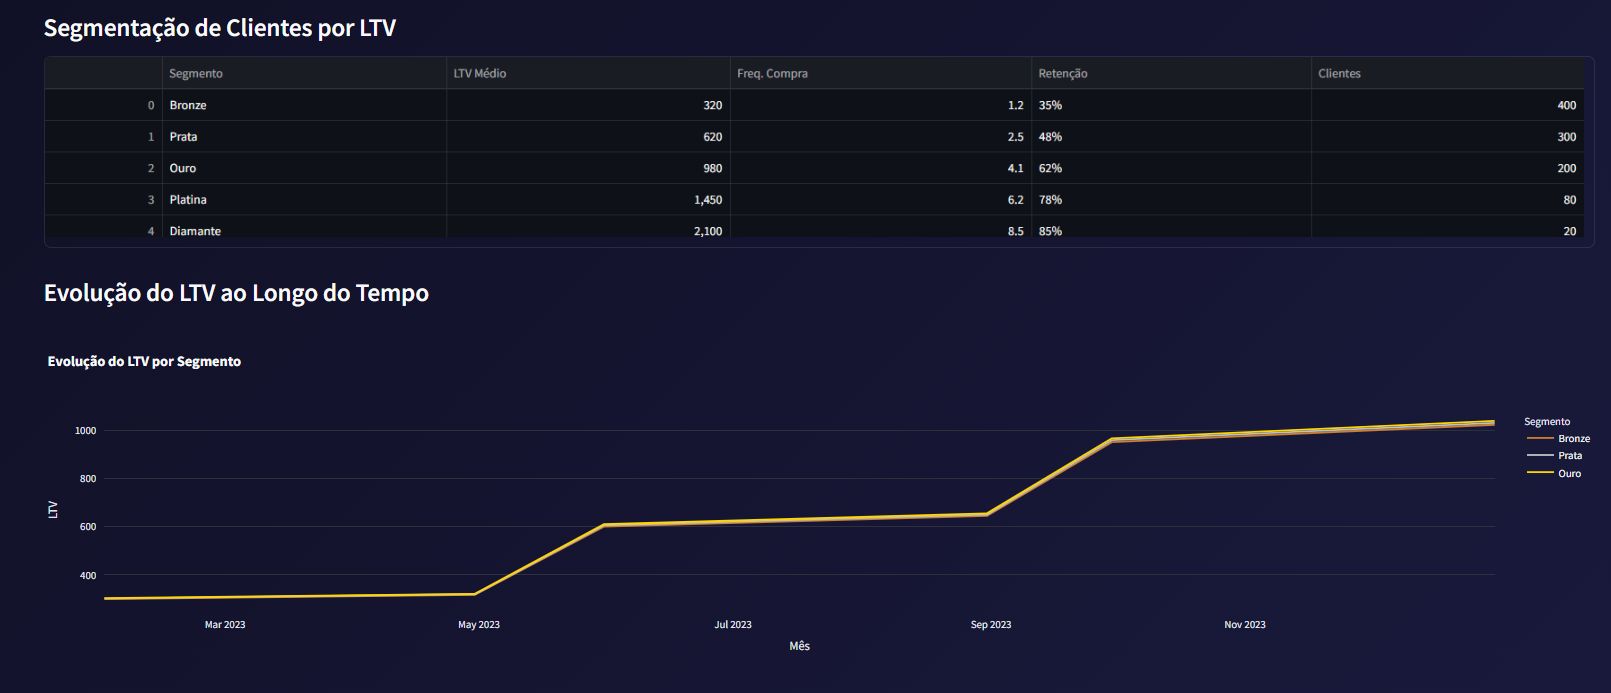 Segmentação de Clientes por LTV
Segmento LTV Médio Freq. Compra Retenção Clientes
0 Bronze 320 1.2 35% 400
1 Prata 620 2.5 48% 300
2 Ouro 980 4.1 62% 200
3 Platina 1,450 6.2 78% 80
4 Diamante 2,100 8.5 85% 20
Evolução do LTV ao Longo do Tempo
Evolução do LTV por Segmento
1000
800
600
400
LTV
Mar 2023 May 2023 Jul 2023 Sep 2023 Nov 2023
Mês
Segmento
Bronze
Prata
Ouro